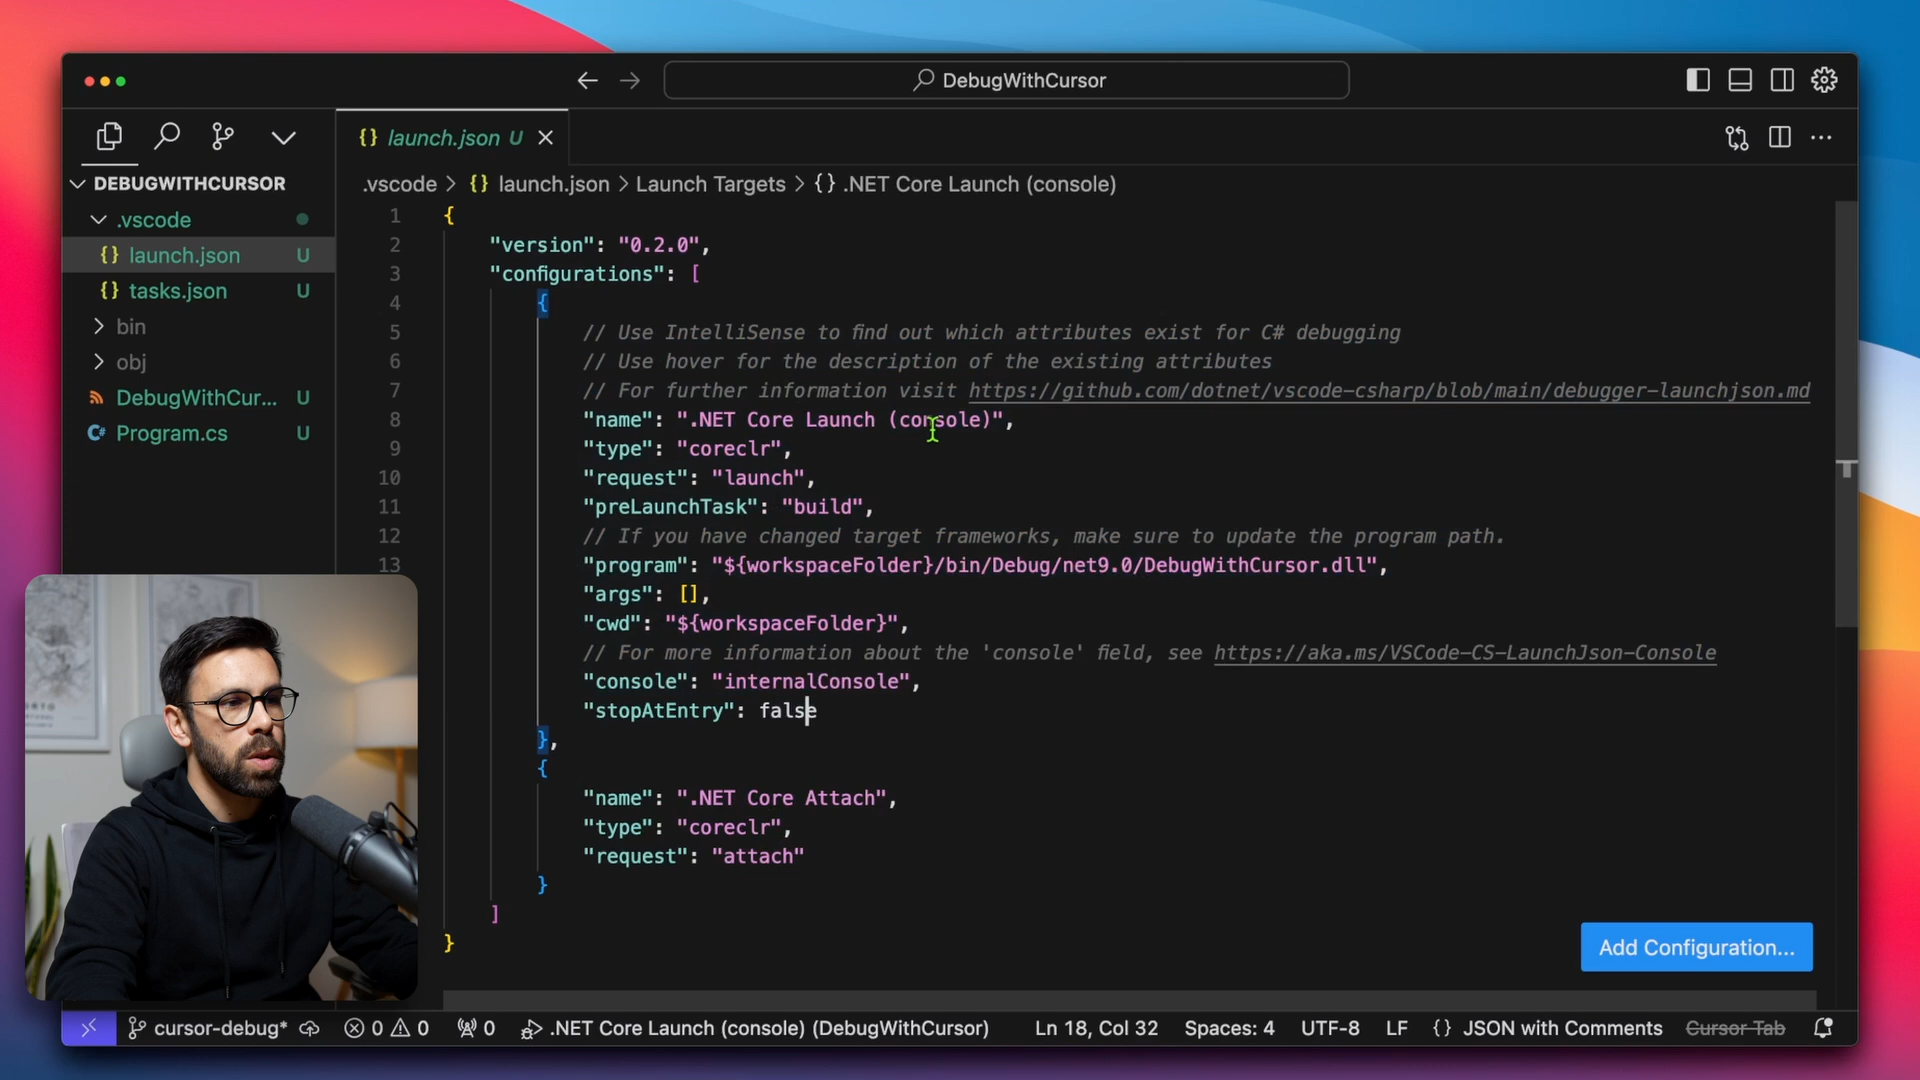 DebugWithCursor
launch.json U
DEBUGWITHCURSOR
.vscode
launch.json U
tasks.json U
bin
obj
DebugWithCur... U
Program.cs U
.vscode > {} launch.json > Launch Targets > {} .NET Core Launch (console)
1 {
2 "version": "0.2.0",
3 "configurations": [
4 {
5 // Use IntelliSense to find out which attributes exist for C# debugging
6 // Use hover for the description of the existing attributes
7 // For further information visit https://github.com/dotnet/vscode-csharp/blob/main/debugger-launchjson.md
8 "name": ".NET Core Launch (console)",
9 "type": "coreclr",
10 "request": "launch",
11 "preLaunchTask": "build",
12 // If you have changed target frameworks, make sure to update the program path.
13 "program": "${workspaceFolder}/bin/Debug/net9.0/DebugWithCursor.dll",
"args": [],
"cwd": "${workspaceFolder}",
// For more information about the 'console' field, see https://aka.ms/VSCode-CS-LaunchJson-Console
"console": "internalConsole",
"stopAtEntry": false
},
{
"name": ".NET Core Attach",
"type": "coreclr",
"request": "attach"
}
]
}
Add Configuration...
cursor-debug* 0 0 0 .NET Core Launch (console) (DebugWithCursor) Ln 18, Col 32 Spaces: 4 UTF-8 LF {} JSON with Comments Cursor Tab